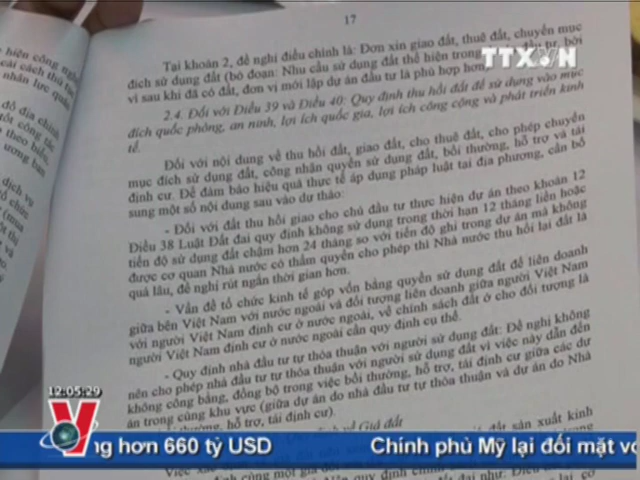 17
Tại khoản 2, đề nghị điều chỉnh là: Đơn xin giao đất, thuê đất, chuyển mục
đích sử dụng đất (bỏ đoạn: Nhu cầu sử dụng đất thể hiện trong
đầu tư, bởi
vì sau khi đã có đất, đơn vị mới lập dự án đầu tư là phù hợp hơn
TTXVN
2.4. Đối với Điều 39 và Điều 40: Quy định thu hồi đất để sử dụng vào mục
đích quốc phòng, an ninh, lợi ích quốc gia, lợi ích công cộng và phát triển kinh
tế.
Đối với nội dung về thu hồi đất, giao đất, cho thuê đất, cho phép chuyển
mục đích sử dụng đất, công nhận quyền sử dụng đất, bồi thường, hỗ trợ và tái
định cư. Để đảm bảo hiệu quả thực tế áp dụng pháp luật tại địa phương, cần bổ
sung một số nội dung sau vào dự thảo:
- Đối với đất thu hồi giao cho chủ đầu tư thực hiện dự án theo khoản 12
Điều 38 Luật Đất đai quy định không sử dụng trong thời hạn 12 tháng liền hoặc
tiến độ sử dụng đất chậm hơn 24 tháng so với tiến độ ghi trong dự án mà không
được cơ quan Nhà nước có thẩm quyền cho phép thì Nhà nước thu hồi lại đất là
quá lâu, đề nghị rút ngắn thời gian hơn.
- Vấn đề tổ chức kinh tế góp vốn bằng quyền sử dụng đất để liên doanh
giữa bên Việt Nam với nước ngoài và đối tượng liên doanh giữa người Việt Nam
với người Việt Nam định cư ở nước ngoài, về chính sách đất ở cho đối tượng là
người Việt Nam định cư ở nước ngoài cần quy định cụ thể.
- Quy định nhà đầu tư tự thỏa thuận với người sử dụng đất: Đề nghị không
nên cho phép nhà đầu tư tự thỏa thuận với người sử dụng đất vì việc này dẫn đến
không công bằng, đồng bộ trong việc bồi thường, hỗ trợ, tái định cư giữa các dự
án trong cùng khu vực (giữa dự án do nhà đầu tư tự thỏa thuận và dự án do Nhà
thường, hỗ trợ, tái định cư).
12:05:29
V
ng hơn 660 tỷ USD
Chính phủ Mỹ lại đối mặt vớ